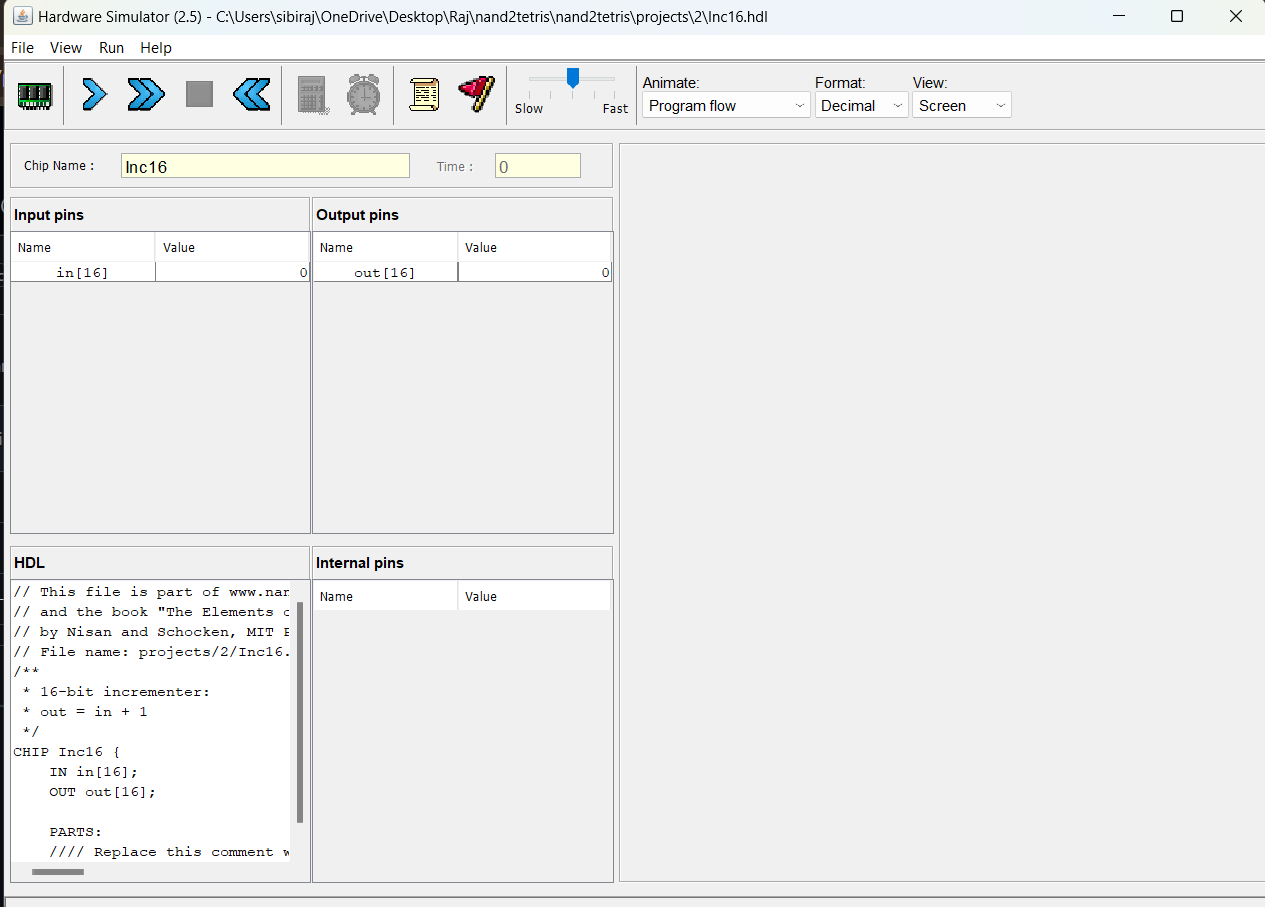 Hardware Simulator (2.5) - C:\Users\sibiraj\OneDrive\Desktop\Raj\nand2tetris\nand2tetris\projects\2\Inc16.hdl
File View Run Help
Animate: Format: View:
Slow Fast Program flow Decimal Screen
Chip Name : Inc16 Time : 0
Input pins Output pins
Name Value Name Value
in[16] 0 out[16] 0
HDL Internal pins
Name Value
// This file is part of www.nan
// and the book "The Elements o
// by Nisan and Schocken, MIT
// File name: projects/2/Inc16.
/**
* 16-bit incrementer:
* out = in + 1
*/
CHIP Inc16 {
IN in[16];
OUT out[16];
PARTS:
//// Replace this comment w